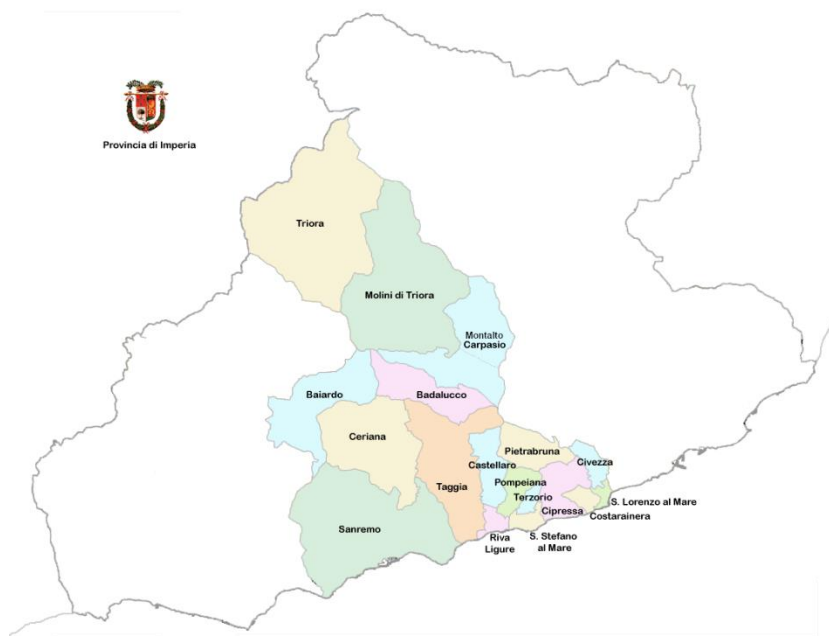 Provincia di Imperia
Triora
Molini di Triora
Montalto
Carpasio
Baiardo
Badalucco
Ceriana
Pietrabruna
Castellaro
Civezza
Taggia
Pompeiana
Terzorio
S. Lorenzo al Mare
Cipressa
Costarainera
Sanremo
Riva
Ligure
S. Stefano
al Mare